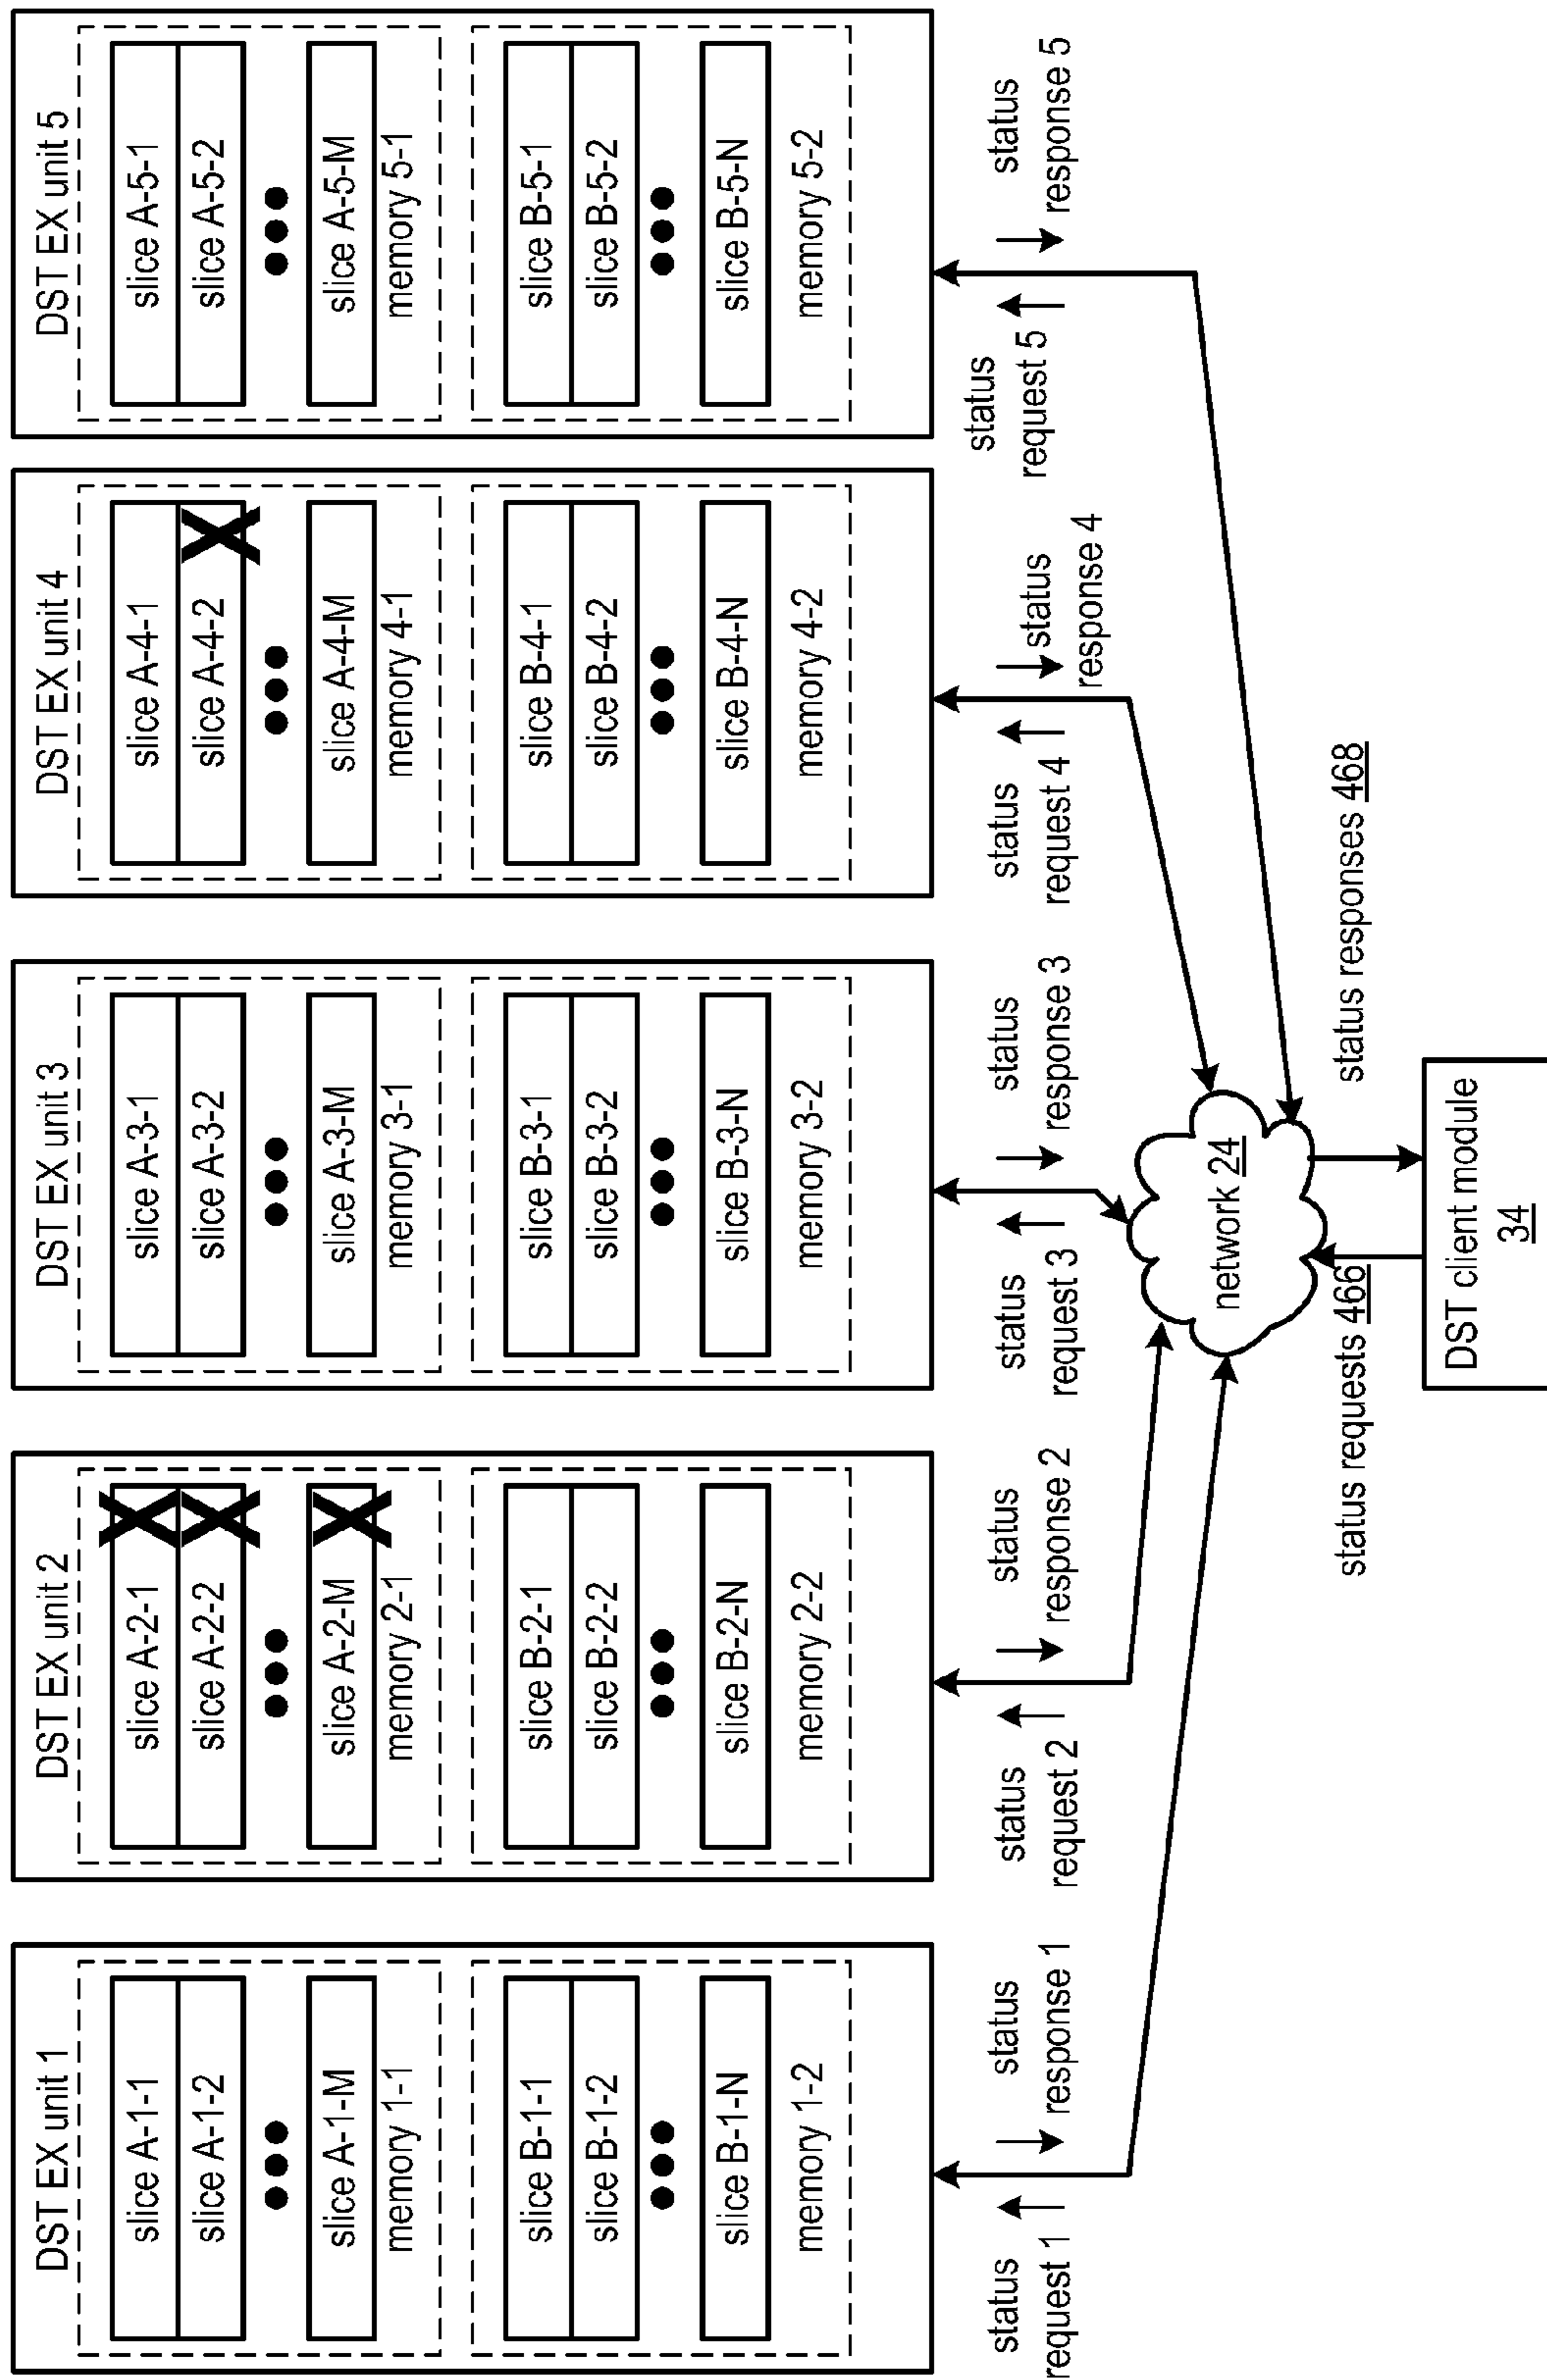 DST EX unit 1
slice A-1-1
slice A-1-2
slice A-1-M
memory 1-1
slice B-1-1
slice B-1-2
slice B-1-N
memory 1-2
status
request 1
status
response 1
DST EX unit 2
slice A-2-1
slice A-2-2
slice A-2-M
memory 2-1
slice B-2-1
slice B-2-2
slice B-2-N
memory 2-2
status
request 2
status
response 2
DST EX unit 3
slice A-3-1
slice A-3-2
slice A-3-M
memory 3-1
slice B-3-1
slice B-3-2
slice B-3-N
memory 3-2
status
request 3
status
response 3
DST EX unit 4
slice A-4-1
slice A-4-2
slice A-4-M
memory 4-1
slice B-4-1
slice B-4-2
slice B-4-N
memory 4-2
status
request 4
status
response 4
DST EX unit 5
slice A-5-1
slice A-5-2
slice A-5-M
memory 5-1
slice B-5-1
slice B-5-2
slice B-5-N
memory 5-2
status
request 5
status
response 5
network 24
status requests 466
status responses 468
DST client module
34